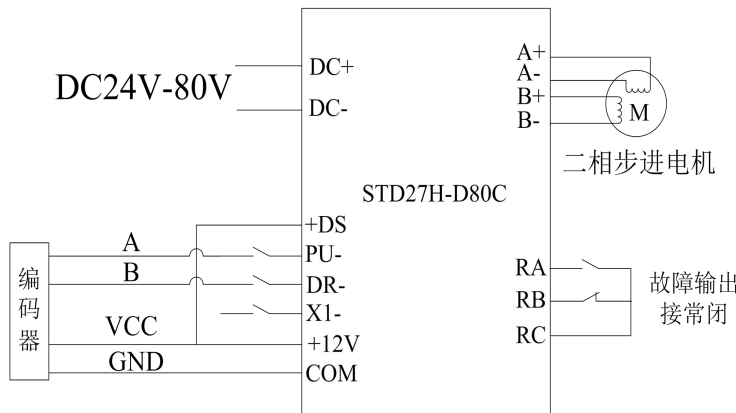 DC24V-80V
DC+
DC-
+DS
PU-
DR-
X1-
+12V
COM
A
B
VCC
GND
编码器
STD27H-D80C
A+
A-
B+
B-
M
二相步进电机
RA
RB
RC
故障输出
接常闭